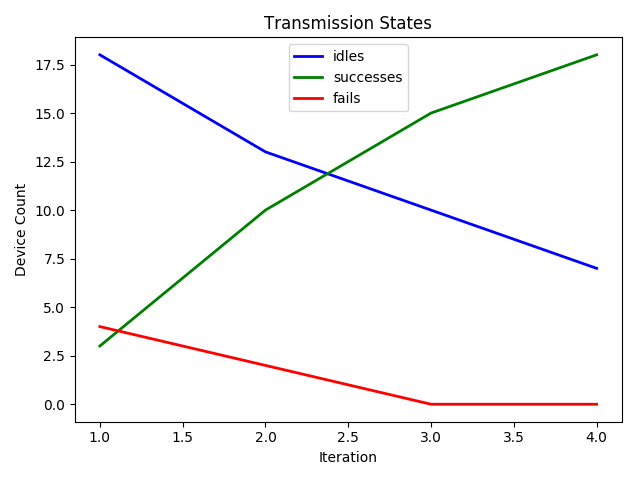 Transmission States
idles
successes
fails
Device Count
17.5
15.0
12.5
10.0
7.5
5.0
2.5
0.0
1.0 1.5 2.0 2.5 3.0 3.5 4.0
Iteration